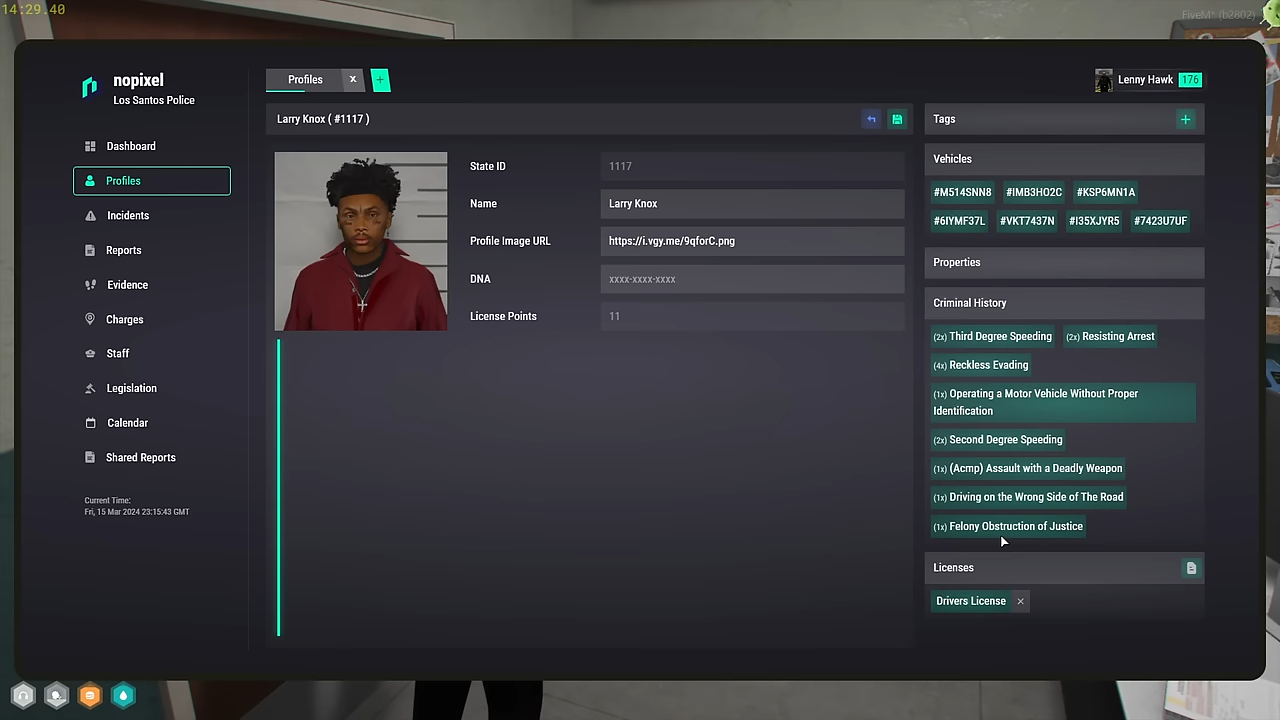 14:29.40
FiveM® (b2802)
nopixel
Los Santos Police
Profiles x +
Lenny Hawk 176
Dashboard
Profiles
Incidents
Reports
Evidence
Charges
Staff
Legislation
Calendar
Shared Reports
Current Time:
Fri, 15 Mar 2024 23:15:43 GMT
Larry Knox ( #1117 )
State ID 1117
Name Larry Knox
Profile Image URL https://i.vgy.me/9qforC.png
DNA xxxx-xxxx-xxxx
License Points 11
Tags +
Vehicles
#M514SNN8 #IMB3HO2C #KSP6MN1A
#6IYMF37L #VKT7437N #I35XJYR5 #7423U7UF
Properties
Criminal History
(2x) Third Degree Speeding (2x) Resisting Arrest
(4x) Reckless Evading
(1x) Operating a Motor Vehicle Without Proper
Identification
(2x) Second Degree Speeding
(1x) (Acmp) Assault with a Deadly Weapon
(1x) Driving on the Wrong Side of The Road
(1x) Felony Obstruction of Justice
Licenses
Drivers License ×